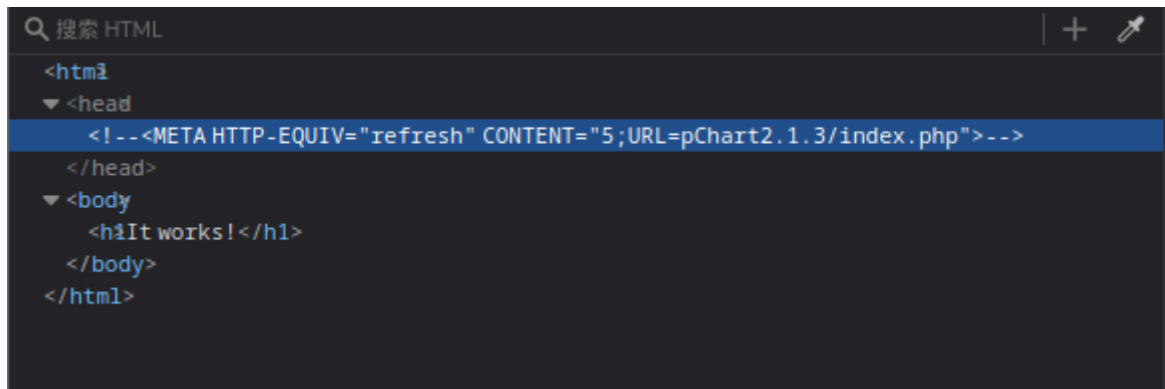 搜索 HTML
<html>
<head>
<!--<META HTTP-EQUIV="refresh" CONTENT="5;URL=pChart2.1.3/index.php">-->
</head>
<body>
<h1>It works!</h1>
</body>
</html>